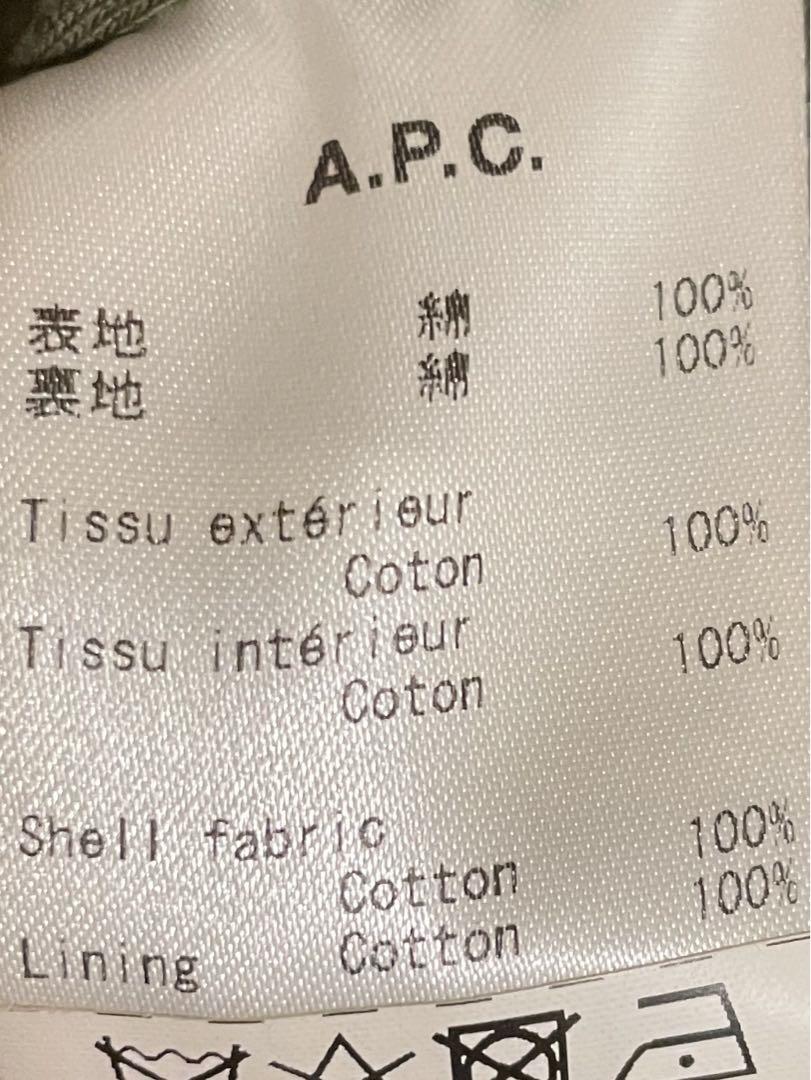 A.P.C.
表地 綿 100%
裏地 綿 100%
Tissu extérieur
Coton 100%
Tissu intérieur
Coton 100%
Shell fabric
Cotton 100%
Lining Cotton 100%